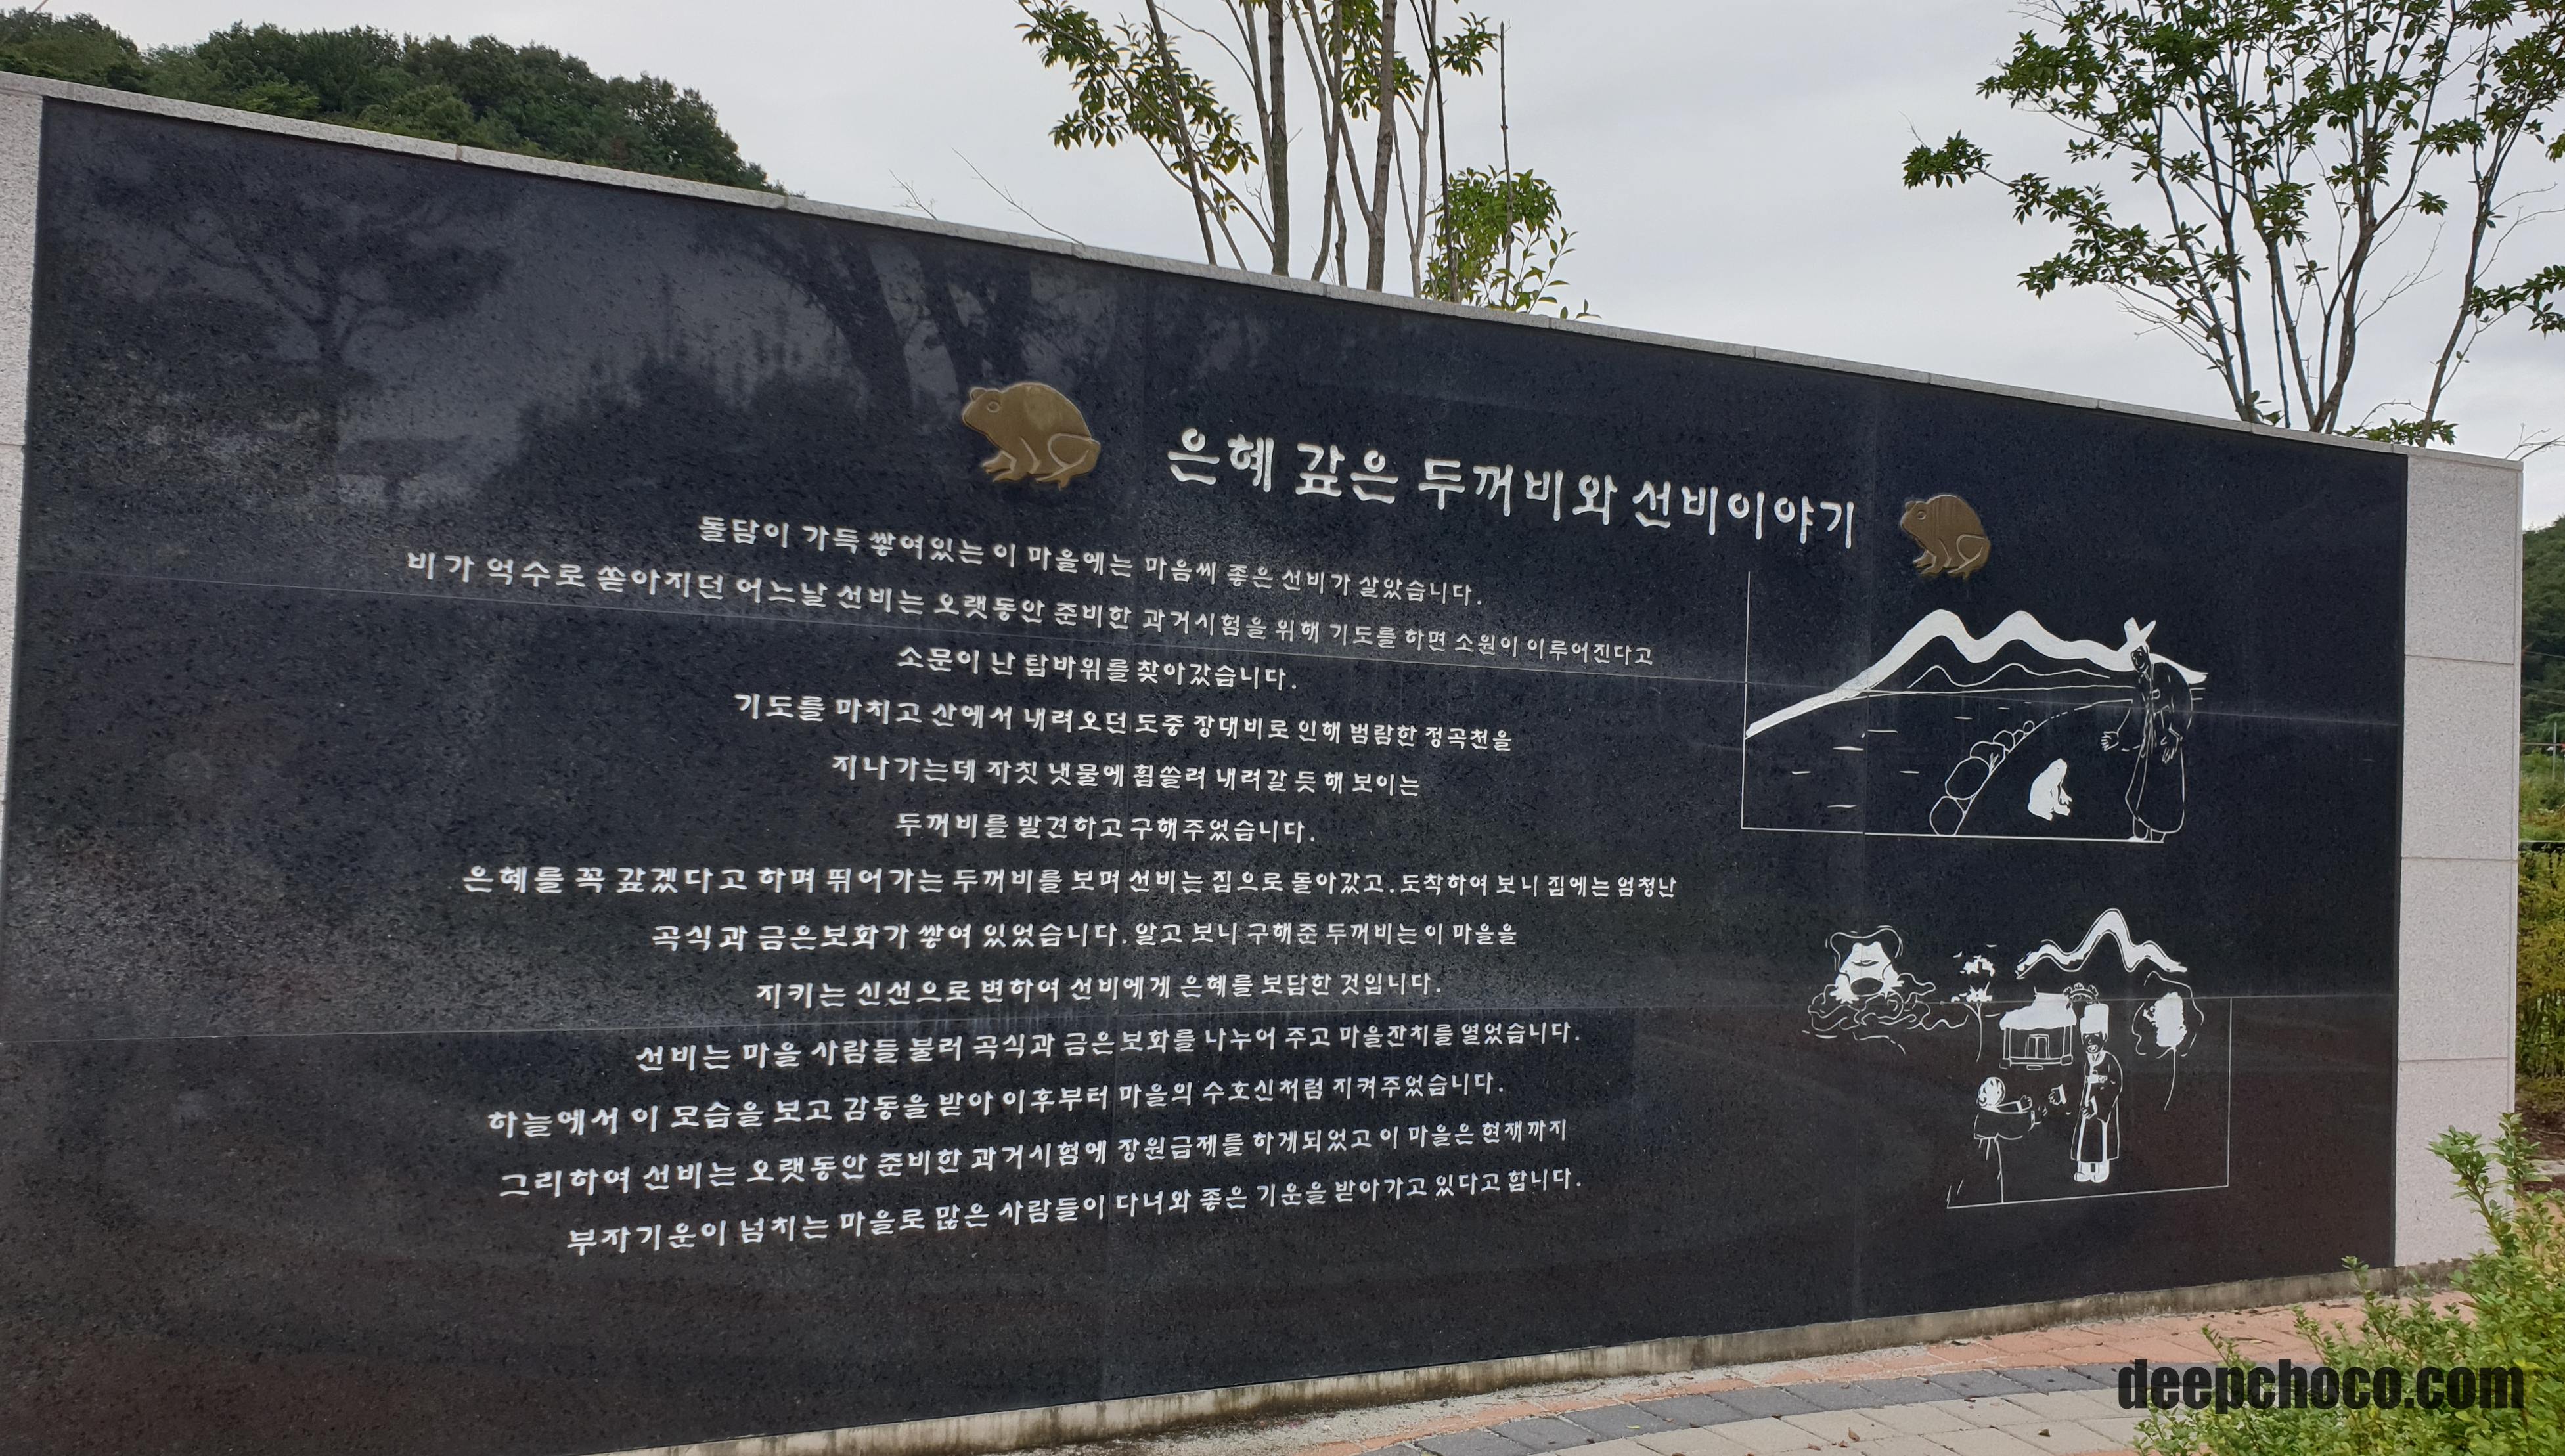 은혜 갚은 두꺼비와 선비이야기
돌담이 가득 쌓여있는 이 마을에는 마음씨 좋은 선비가 살았습니다.
비가 억수로 쏟아지던 어느날 선비는 오랫동안 준비한 과거시험을 위해 기도를 하면 소원이 이루어진다고
소문이 난 탑바위를 찾아갔습니다.
기도를 마치고 산에서 내려오던 도중 장대비로 인해 범람한 정곡천을
지나가는데 자칫 냇물에 휩쓸려 내려갈 듯 해 보이는
두꺼비를 발견하고 구해주었습니다.
은혜를 꼭 갚겠다고 하며 뛰어가는 두꺼비를 보며 선비는 집으로 돌아갔고. 도착하여 보니 집에는 엄청난
곡식과 금은보화가 쌓여 있었습니다. 알고 보니 구해준 두꺼비는 이 마을을
지키는 신선으로 변하여 선비에게 은혜를 보답한 것입니다.
선비는 마을 사람들 불러 곡식과 금은보화를 나누어 주고 마을잔치를 열었습니다.
하늘에서 이 모습을 보고 감동을 받아 이후부터 마을의 수호신처럼 지켜주었습니다.
그리하여 선비는 오랫동안 준비한 과거시험에 장원급제를 하게되었고 이 마을은 현재까지
부자기운이 넘치는 마을로 많은 사람들이 다녀와 좋은 기운을 받아가고 있다고 합니다.
deepchoco.com